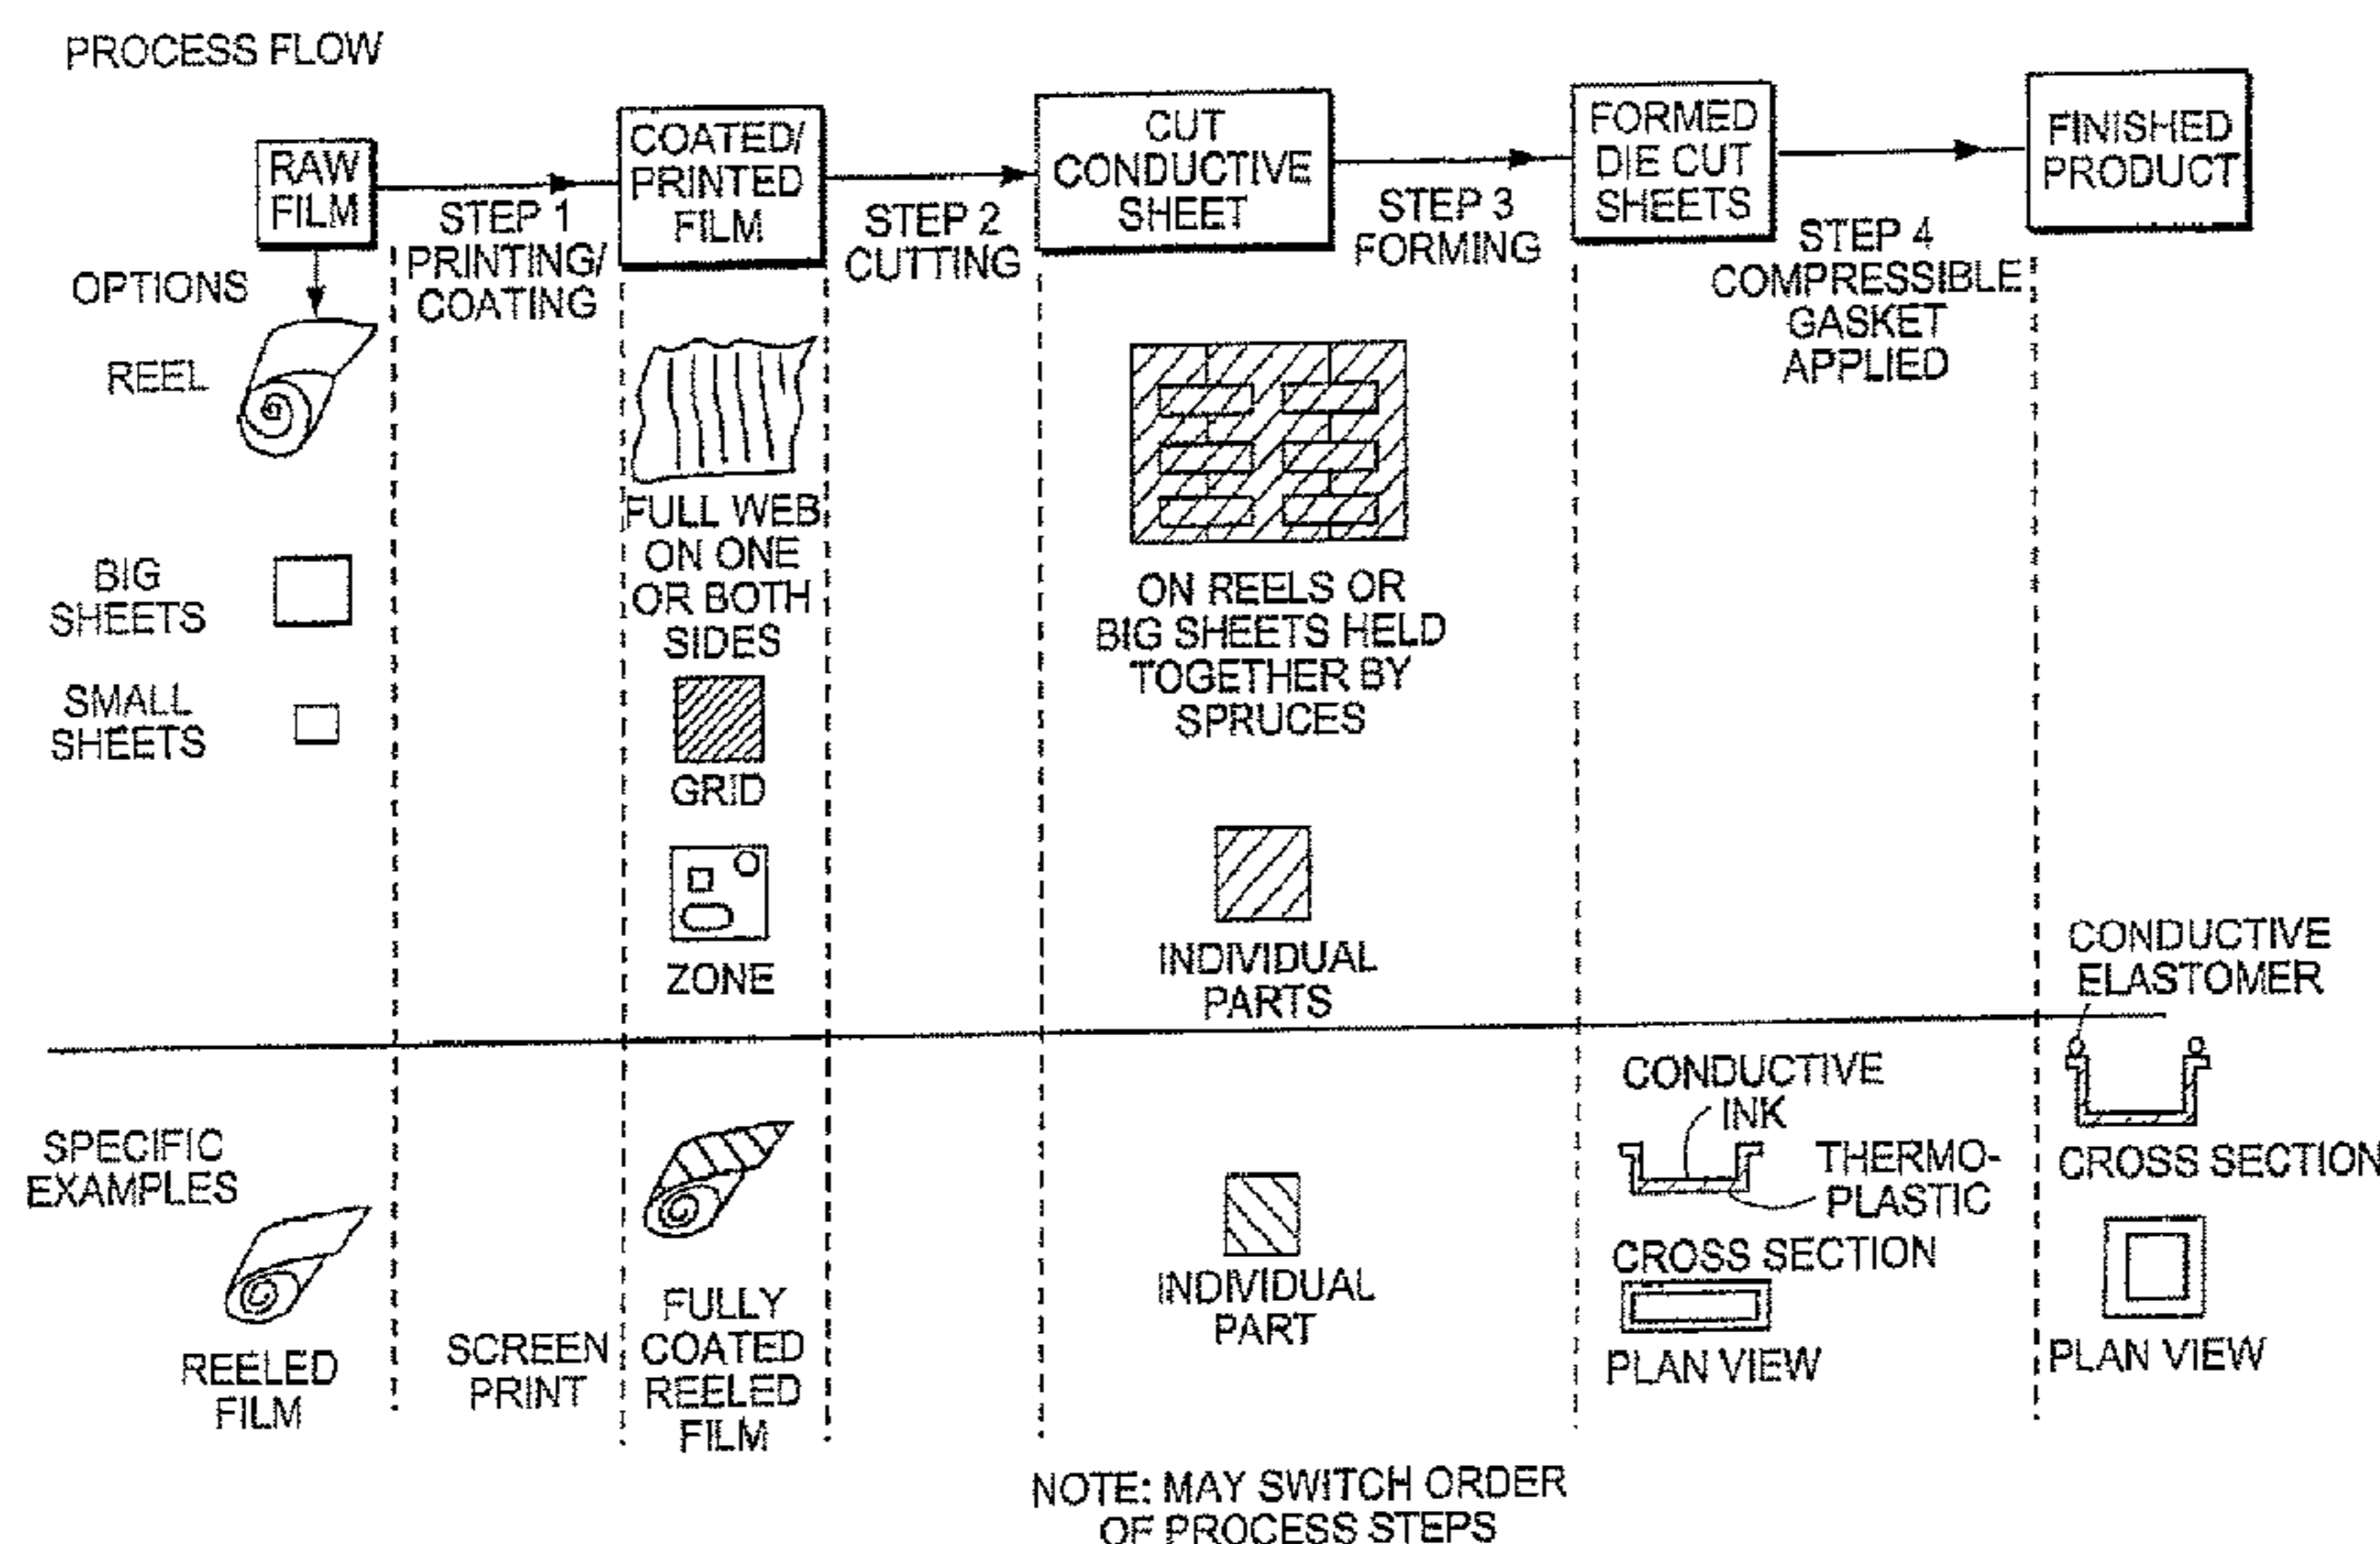 PROCESS FLOW
RAW
FILM
STEP 1
PRINTING/
COATING
COATED/
PRINTED
FILM
STEP 2
CUTTING
CUT
CONDUCTIVE
SHEET
STEP 3
FORMING
FORMED
DIE CUT
SHEETS
STEP 4
COMPRESSIBLE
GASKET
APPLIED
FINISHED
PRODUCT
OPTIONS
REEL
BIG
SHEETS
SMALL
SHEETS
FULL WEB
ON ONE
OR BOTH
SIDES
GRID
ZONE
ON REELS OR
BIG SHEETS HELD
TOGETHER BY
SPRUCES
INDIVIDUAL
PARTS
CONDUCTIVE
ELASTOMER
SPECIFIC
EXAMPLES
REELED
FILM
SCREEN
PRINT
FULLY
COATED
REELED
FILM
INDIVIDUAL
PART
CONDUCTIVE
INK
THERMO-
PLASTIC
CROSS SECTION
PLAN VIEW
CROSS SECTION
PLAN VIEW
NOTE: MAY SWITCH ORDER
OF PROCESS STEPS